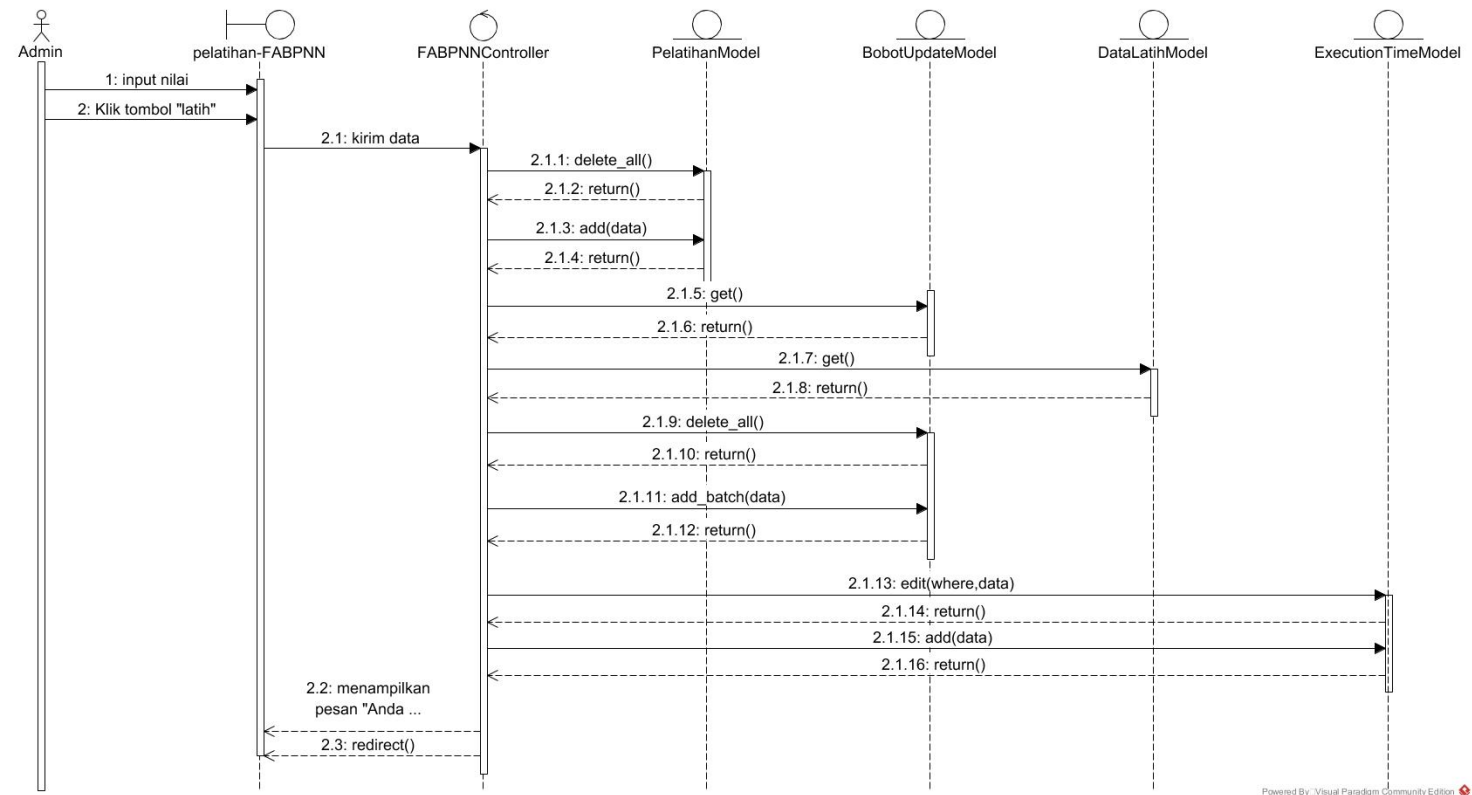 Admin
pelatihan-FABPNN
FABPNNController
PelatihanModel
BobotUpdateModel
DataLatihModel
ExecutionTimeModel
1: input nilai
2: Klik tombol "latih"
2.1: kirim data
2.1.1: delete_all()
2.1.2: return()
2.1.3: add(data)
2.1.4: return()
2.1.5: get()
2.1.6: return()
2.1.7: get()
2.1.8: return()
2.1.9: delete_all()
2.1.10: return()
2.1.11: add_batch(data)
2.1.12: return()
2.1.13: edit(where,data)
2.1.14: return()
2.1.15: add(data)
2.1.16: return()
2.2: menampilkan
pesan "Anda ...
2.3: redirect()
Powered By Visual Paradigm Community Edition